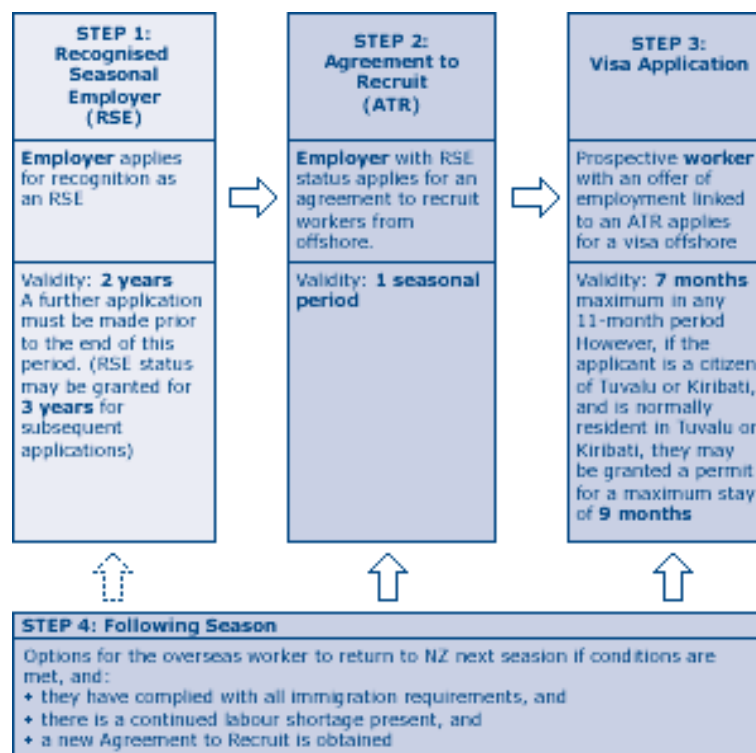 STEP 1:
Recognised
Seasonal
Employer
(RSE)
Employer applies
for recognition as
an RSE
Validity: 2 years
A further application
must be made prior
to the end of this
period. (RSE status
may be granted for
3 years for
subsequent
applications)
STEP 2:
Agreement to
Recruit
(ATR)
Employer with RSE
status applies for an
agreement to recruit
workers from
offshore.
Validity: 1 seasonal
period
STEP 3:
Visa Application
Prospective worker
with an offer of
employment linked
to an ATR applies
for a visa offshore
Validity: 7 months
maximum in any
11-month period
However, if the
applicant is a citizen
of Tuvalu or Kiribati,
and is normally
resident in Tuvalu or
Kiribati, they may
be granted a permit
for a maximum stay
of 9 months
STEP 4: Following Season
Options for the overseas worker to return to NZ next seasion if conditions are
met, and:
• they have complied with all immigration requirements, and
• there is a continued labour shortage present, and
• a new Agreement to Recruit is obtained